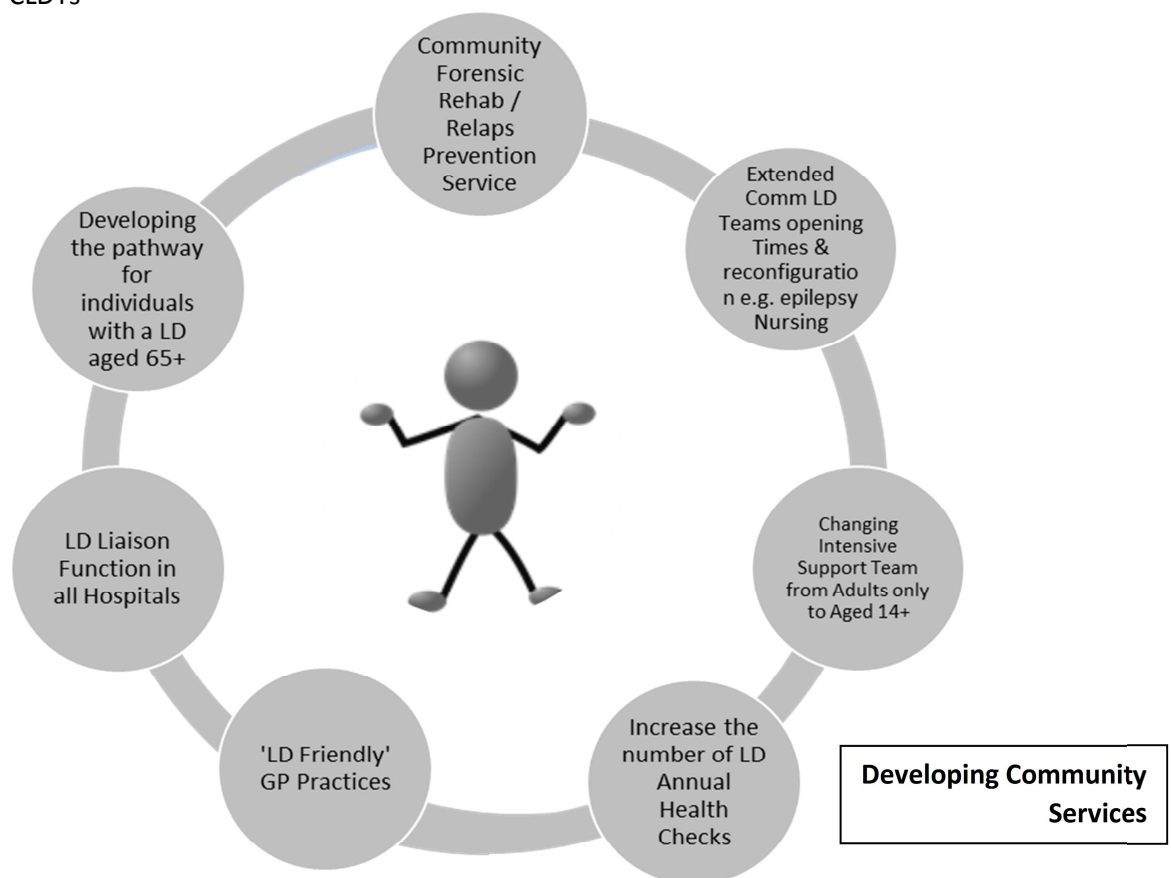 Community
Forensic
Rehab /
Relaps
Prevention
Service
Extended
Comm LD
Teams opening
Times &
reconfiguratio
n e.g. epilepsy
Nursing
Changing
Intensive
Support Team
from Adults only
to Aged 14+
Increase the
number of LD
Annual
Health
Checks
'LD Friendly'
GP Practices
LD Liaison
Function in
all Hospitals
Developing
the pathway
for
individuals
with a LD
aged 65+
Developing Community
Services